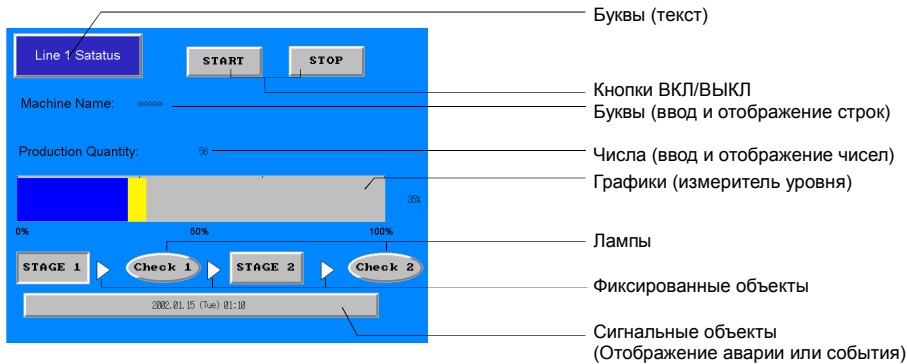 Буквы (текст)
Line 1 Satatus
START
STOP
Кнопки ВКЛ/ВЫКЛ
Machine Name:
xxxxxxx
Буквы (ввод и отображение строк)
Production Quantity:
56
Числа (ввод и отображение чисел)
Графики (измеритель уровня)
35%
0%
50%
100%
Лампы
STAGE 1
Check 1
STAGE 2
Check 2
Фиксированные объекты
2002.01.15 (Tue) 01:10
Сигнальные объекты
(Отображение аварии или события)